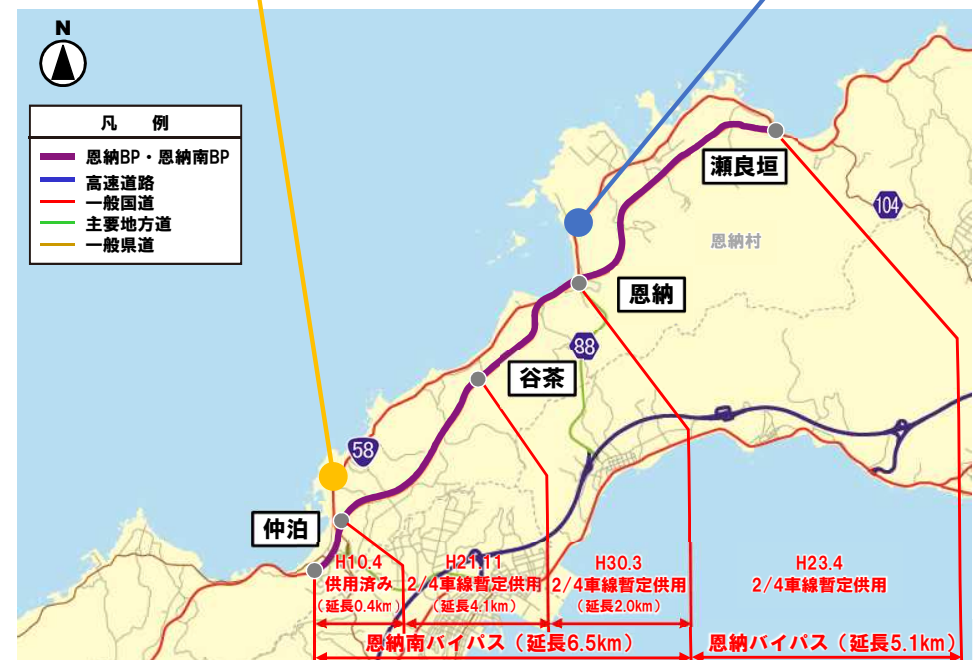 N
凡 例
恩納BP・恩納南BP
高速道路
一般国道
主要地方道
一般県道
瀬良垣
104
恩納村
恩納
88
谷茶
58
仲泊
H10.4
供用済み
(延長0.4km)
H21.11
2/4車線暫定供用
(延長4.1km)
H30.3
2/4車線暫定供用
(延長2.0km)
H23.4
2/4車線暫定供用
恩納南バイパス(延長6.5km)
恩納バイパス(延長5.1km)